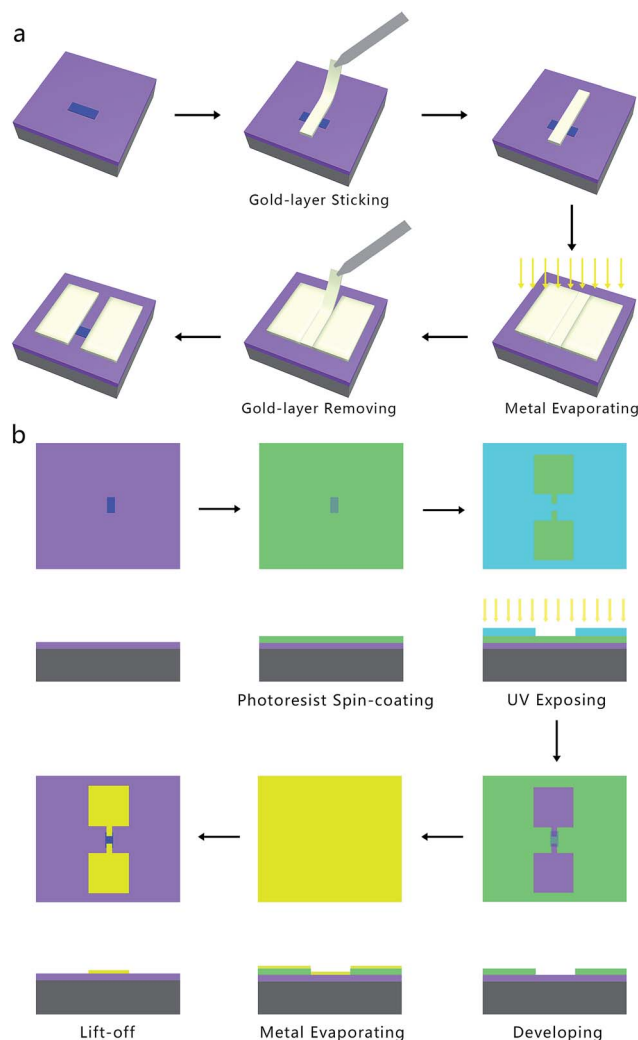 a
Gold-layer Sticking
Gold-layer Removing
Metal Evaporating
b
Photoresist Spin-coating
UV Exposing
Lift-off
Metal Evaporating
Developing